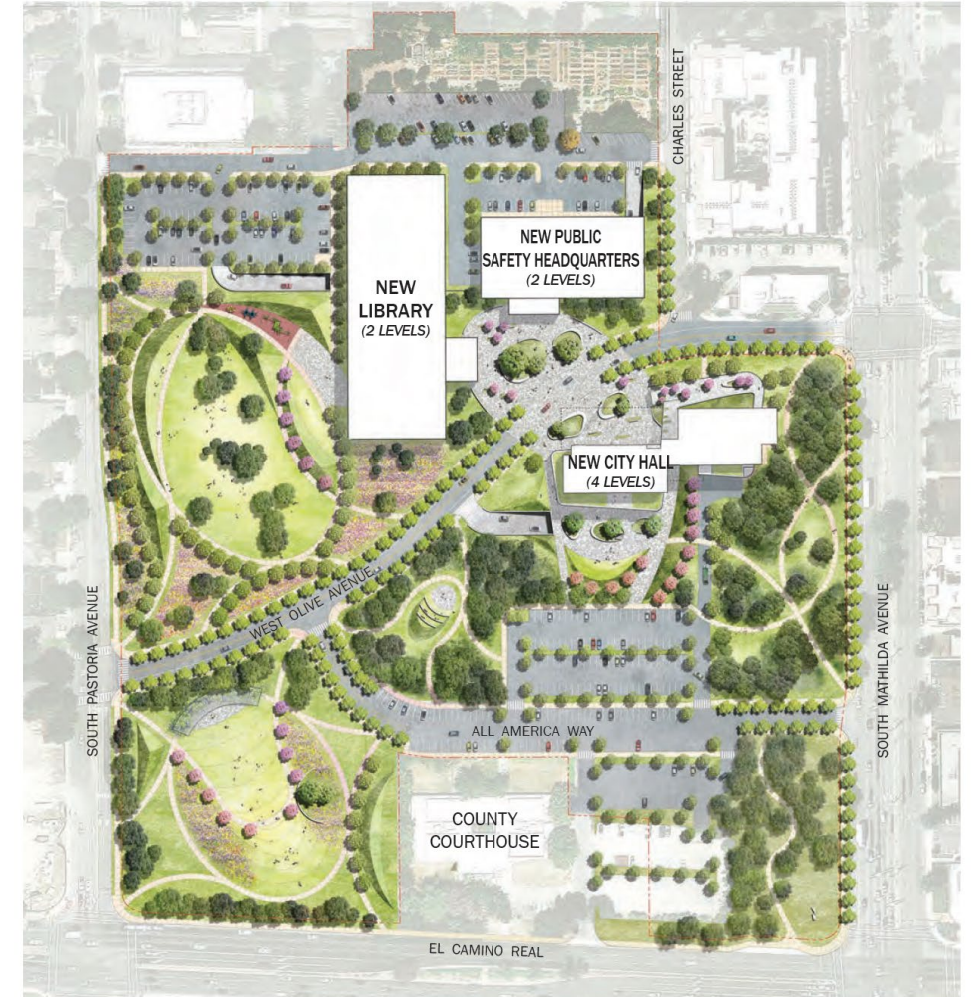 CHARLES STREET
NEW PUBLIC
SAFETY HEADQUARTERS
(2 LEVELS)
NEW
LIBRARY
(2 LEVELS)
NEW CITY HALL
(4 LEVELS)
WEST OLIVE AVENUE
SOUTH PASTORIA AVENUE
SOUTH MATHILDA AVENUE
ALL AMERICA WAY
COUNTY
COURTHOUSE
EL CAMINO REAL